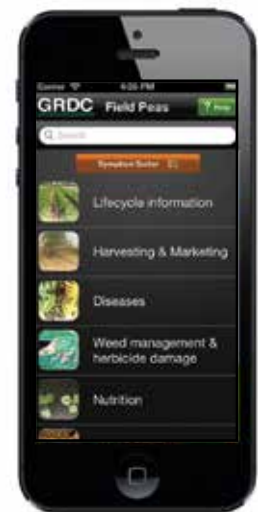 Carrier 4:26 PM
GRDC Field Peas ? Help
Search
Symptom Sorter
Lifecycle information
Harvesting & Marketing
Diseases
Weed management &
herbicide damage
Nutrition